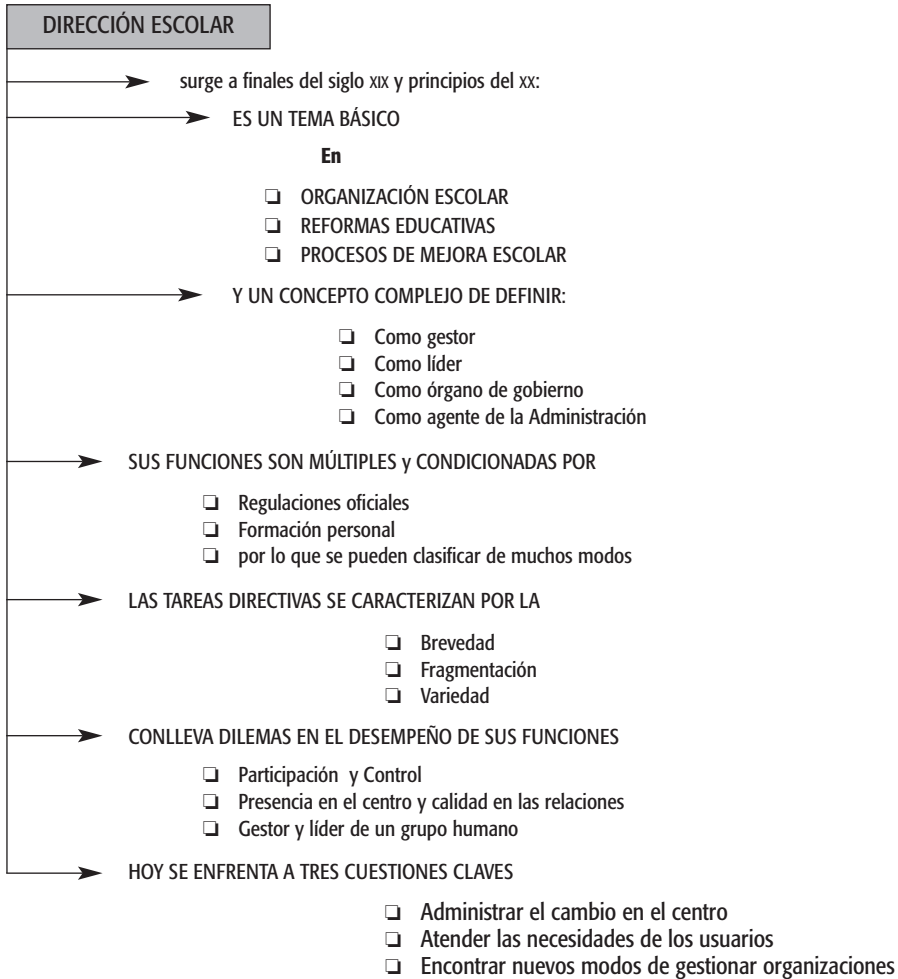 DIRECCIÓN ESCOLAR
surge a finales del siglo XIX y principios del XX:
ES UN TEMA BÁSICO
En
❏ ORGANIZACIÓN ESCOLAR
❏ REFORMAS EDUCATIVAS
❏ PROCESOS DE MEJORA ESCOLAR
Y UN CONCEPTO COMPLEJO DE DEFINIR:
❏ Como gestor
❏ Como líder
❏ Como órgano de gobierno
❏ Como agente de la Administración
SUS FUNCIONES SON MÚLTIPLES y CONDICIONADAS POR
❏ Regulaciones oficiales
❏ Formación personal
❏ por lo que se pueden clasificar de muchos modos
LAS TAREAS DIRECTIVAS SE CARACTERIZAN POR LA
❏ Brevedad
❏ Fragmentación
❏ Variedad
CONLLEVA DILEMAS EN EL DESEMPEÑO DE SUS FUNCIONES
❏ Participación y Control
❏ Presencia en el centro y calidad en las relaciones
❏ Gestor y líder de un grupo humano
HOY SE ENFRENTA A TRES CUESTIONES CLAVES
❏ Administrar el cambio en el centro
❏ Atender las necesidades de los usuarios
❏ Encontrar nuevos modos de gestionar organizaciones